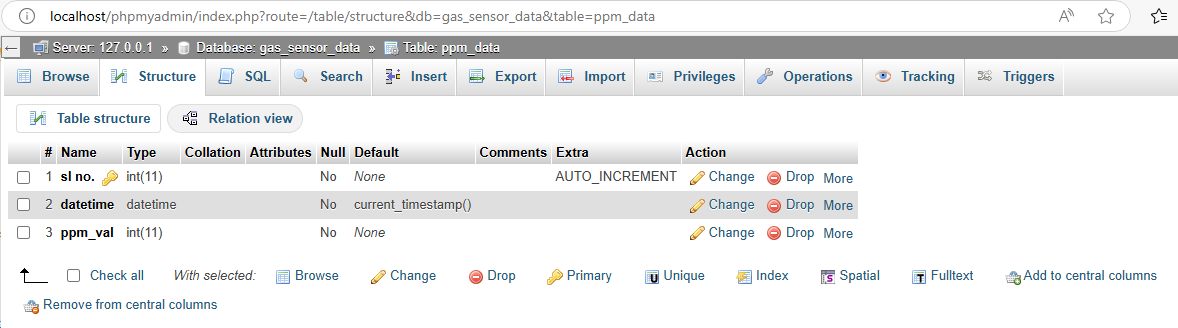 localhost/phpmyadmin/index.php?route=/table/structure&db=gas_sensor_data&table=ppm_data
Server: 127.0.0.1 » Database: gas_sensor_data » Table: ppm_data
Browse Structure SQL Search Insert Export Import Privileges Operations Tracking Triggers
Table structure Relation view
# Name Type Collation Attributes Null Default Comments Extra Action
1 sl no. int(11) No None AUTO_INCREMENT Change Drop More
2 datetime datetime No current_timestamp() Change Drop More
3 ppm_val int(11) No None Change Drop More
Check all With selected: Browse Change Drop Primary Unique Index Spatial Fulltext Add to central columns
Remove from central columns